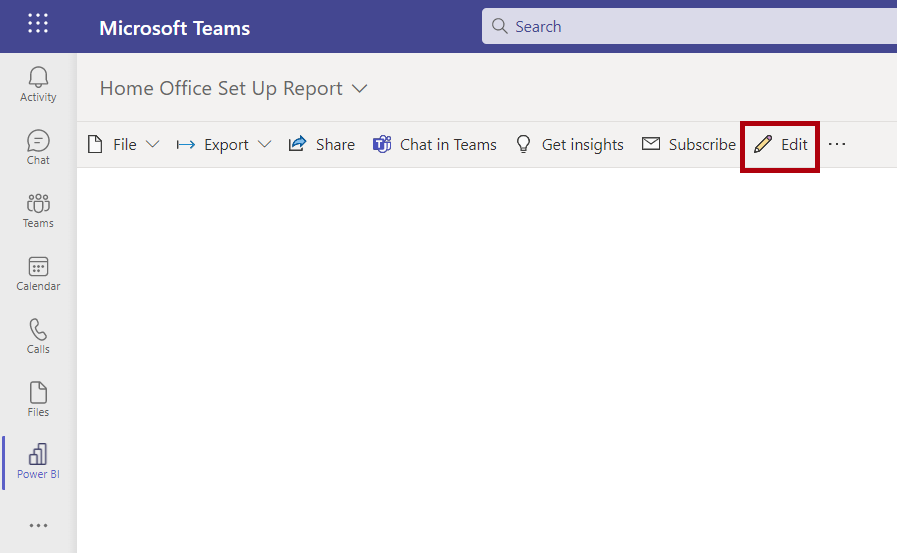 Microsoft Teams
Search
Activity
Chat
Teams
Calendar
Calls
Files
Power BI
Home Office Set Up Report
File Export Share Chat in Teams Get insights Subscribe Edit